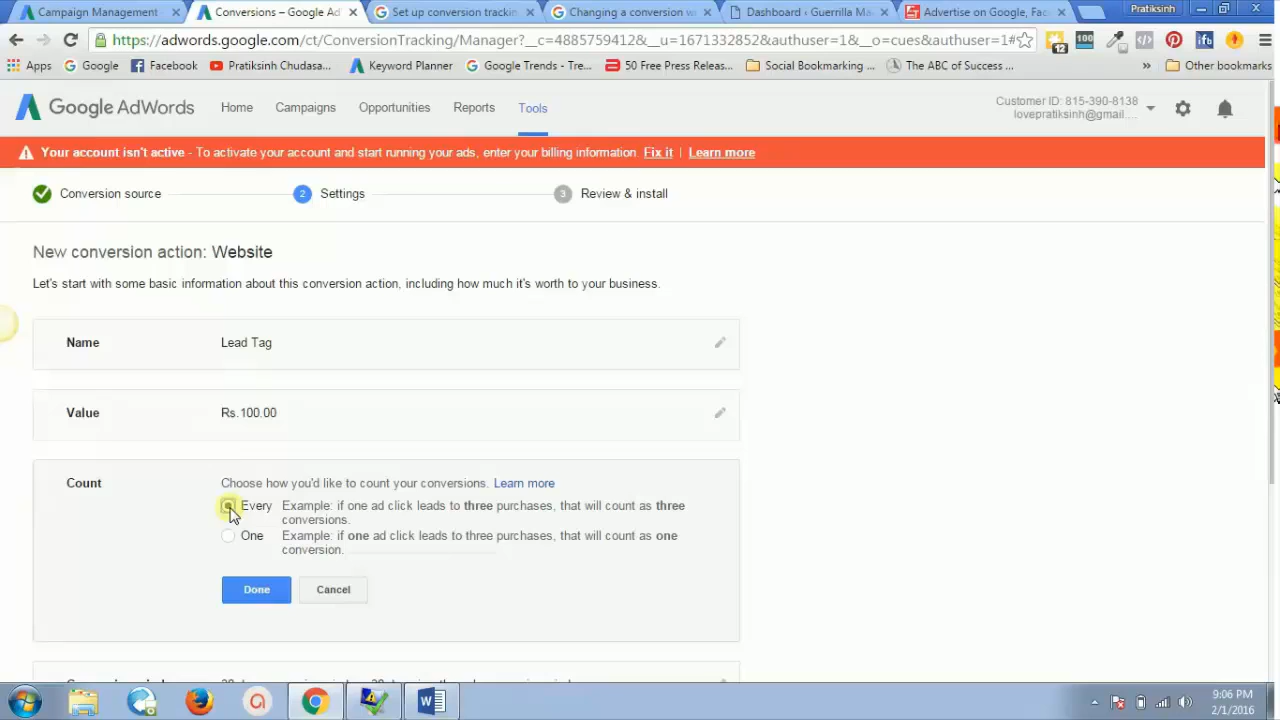 Campaign Management
Conversions – Google Ad
Set up conversion trackin
Changing a conversion w
Dashboard ‹ Guerrilla Ma
Advertise on Google, Fac
Pratiksinh
https://adwords.google.com/ct/ConversionTracking/Manager?__c=4885759412&__u=1671332852&authuser=1&__o=cues&authuser=1#
12
100
Apps
Google
Facebook
Pratiksinh Chudasa...
Keyword Planner
Google Trends - Tre...
50 Free Press Releas...
Social Bookmarking ...
The ABC of Success ...
»
Other bookmarks
Google AdWords
Home
Campaigns
Opportunities
Reports
Tools
Customer ID: 815-390-8138
lovepratiksinh@gmail....
Your account isn't active - To activate your account and start running your ads, enter your billing information. Fix it | Learn more
Conversion source
2 Settings
3 Review & install
New conversion action: Website
Let's start with some basic information about this conversion action, including how much it's worth to your business.
Name Lead Tag
Value Rs.100.00
Count Choose how you'd like to count your conversions. Learn more
Every Example: if one ad click leads to three purchases, that will count as three
conversions.
One Example: if one ad click leads to three purchases, that will count as one
conversion.
Done Cancel
9:06 PM
2/1/2016